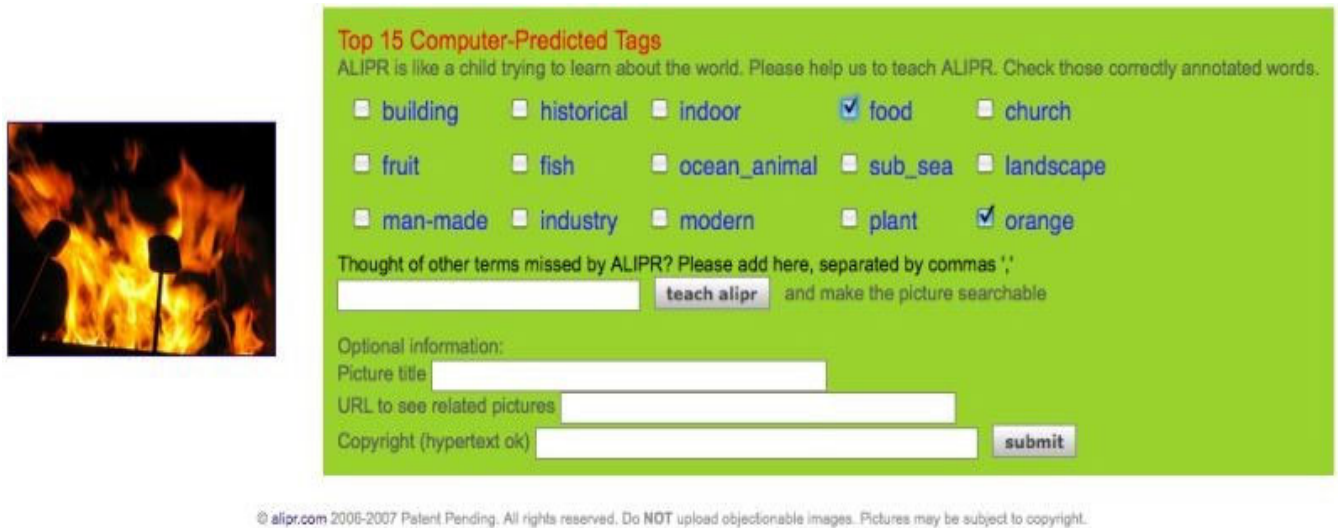 Top 15 Computer-Predicted Tags
ALIPR is like a child trying to learn about the world. Please help us to teach ALIPR. Check those correctly annotated words.
building historical indoor food church
fruit fish ocean_animal sub_sea landscape
man-made industry modern plant orange
Thought of other terms missed by ALIPR? Please add here, separated by commas ','
teach alipr and make the picture searchable
Optional information:
Picture title
URL to see related pictures
Copyright (hypertext ok) submit
© alipr.com 2006-2007 Patent Pending. All rights reserved. Do NOT upload objectionable images. Pictures may be subject to copyright.